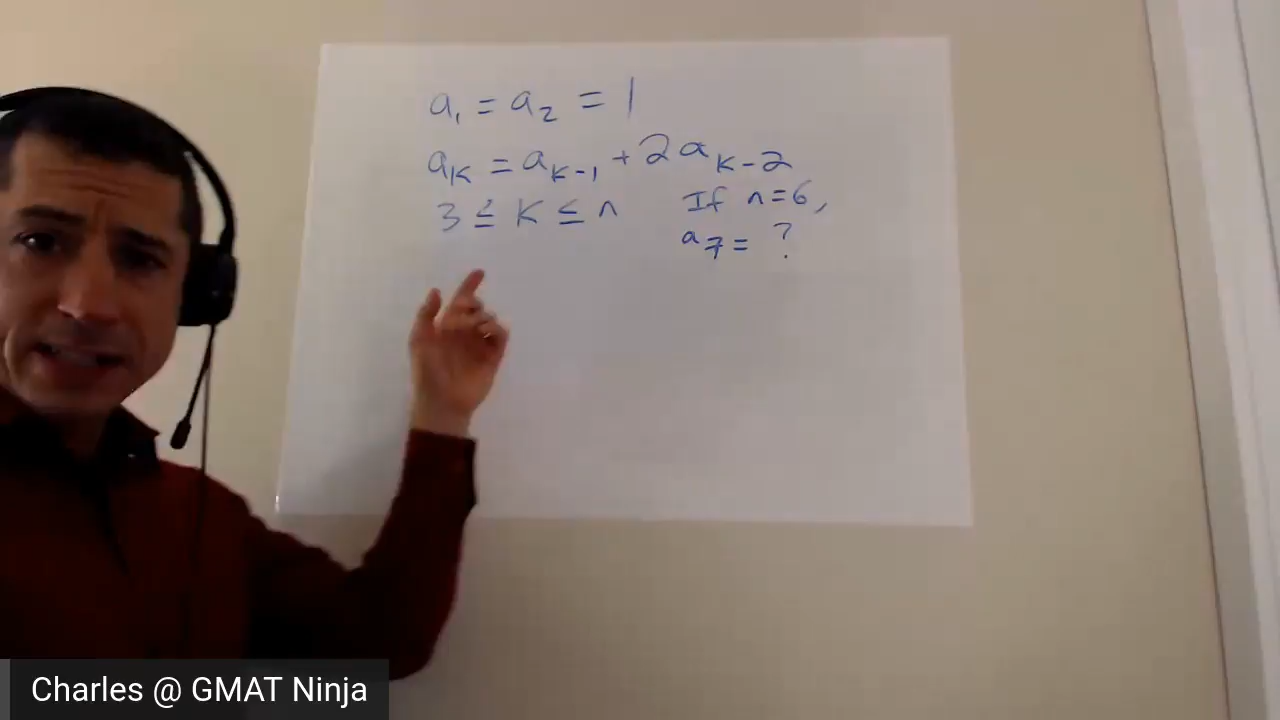 a₁ = a₂ = 1
aₖ = aₖ₋₁ + 2aₖ₋₂
3 ≤ K ≤ n
If n=6,
a₇ = ?
Charles @ GMAT Ninja